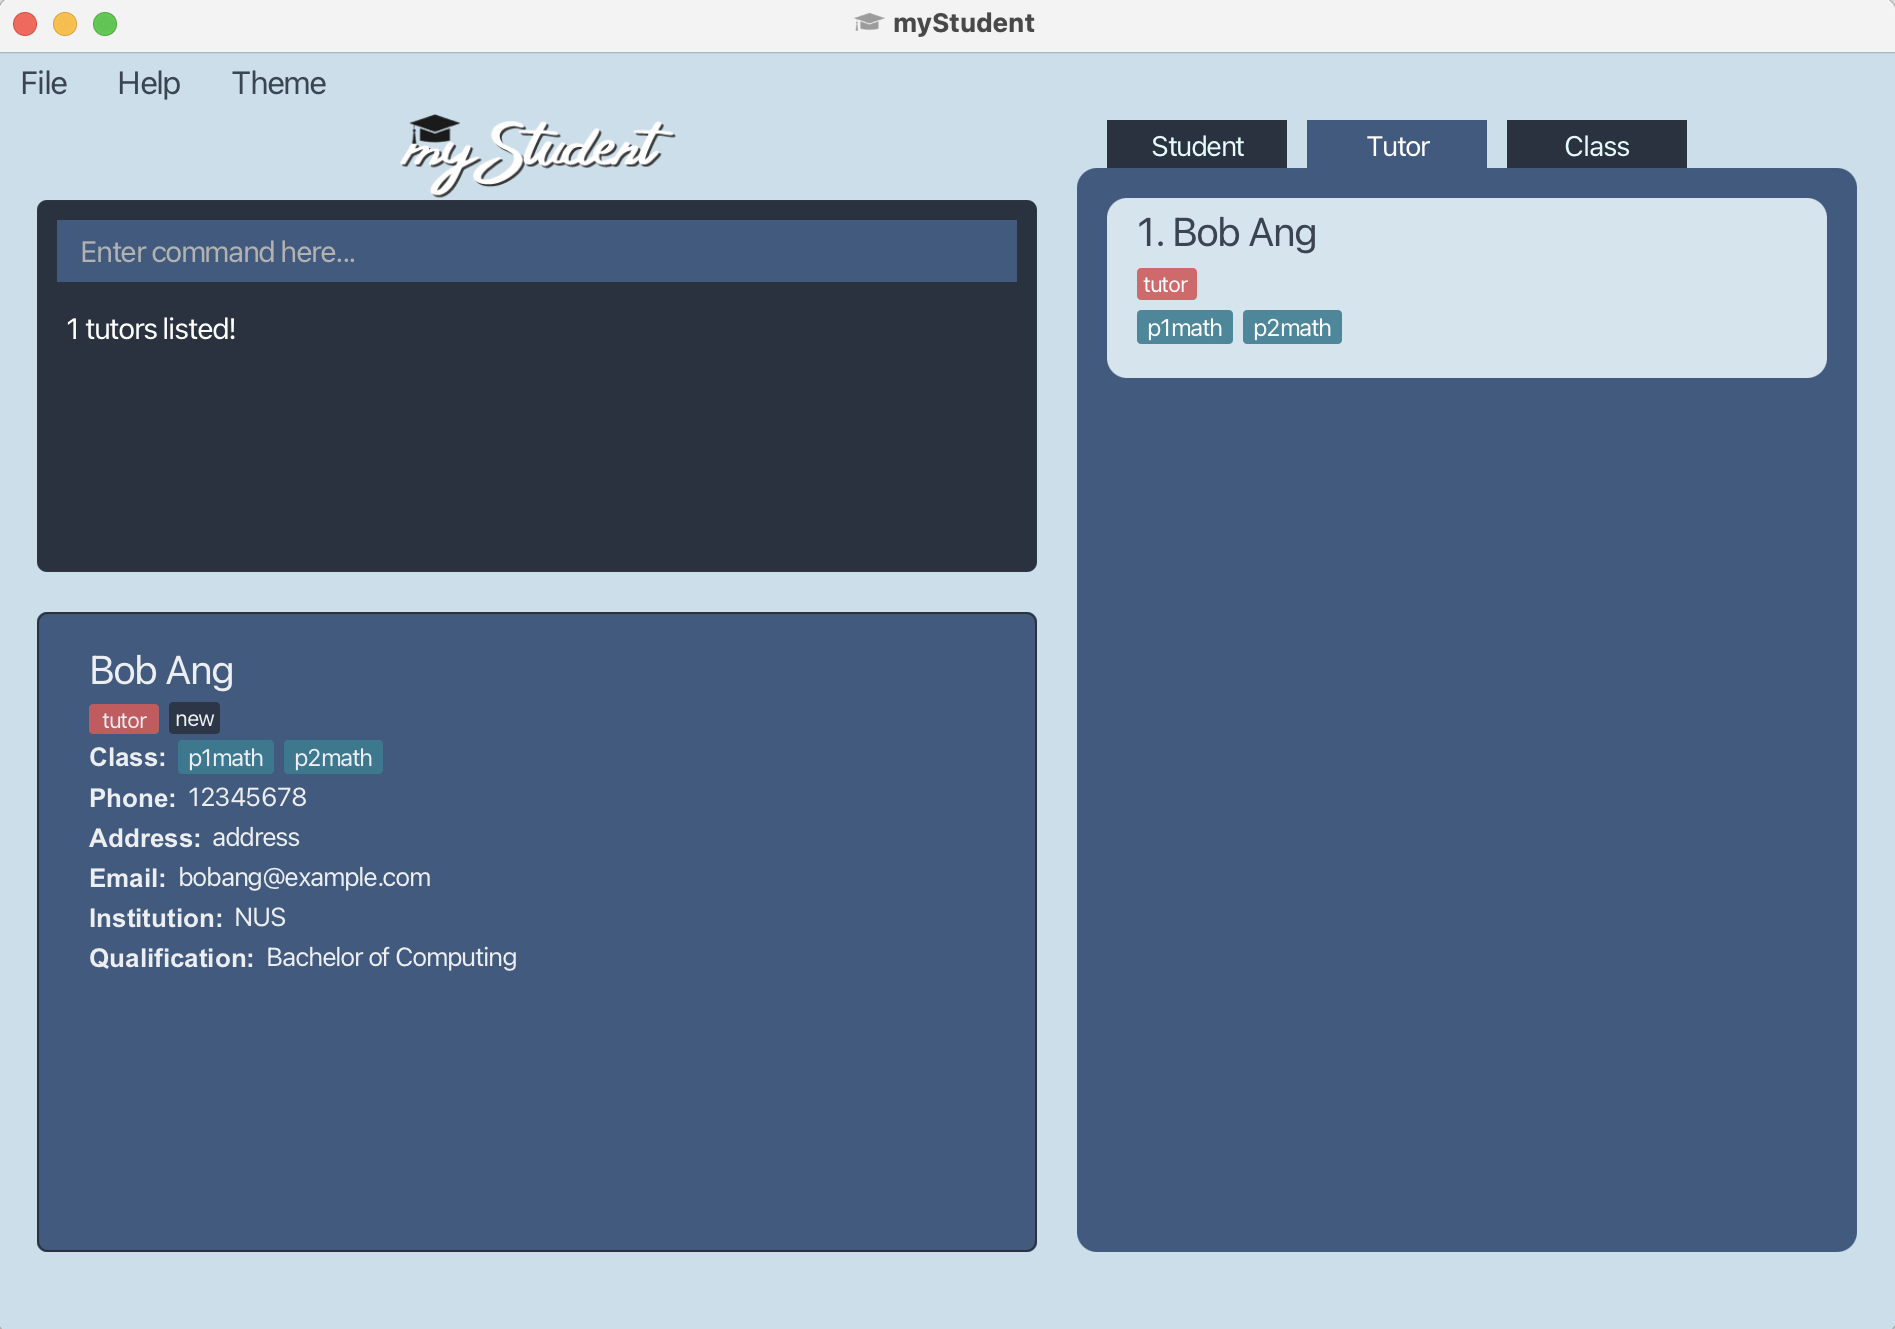 myStudent
File Help Theme
myStudent
Enter command here...
1 tutors listed!
Bob Ang
tutor new
Class: p1math p2math
Phone: 12345678
Address: address
Email: bobang@example.com
Institution: NUS
Qualification: Bachelor of Computing
Student Tutor Class
1. Bob Ang
tutor
p1math p2math